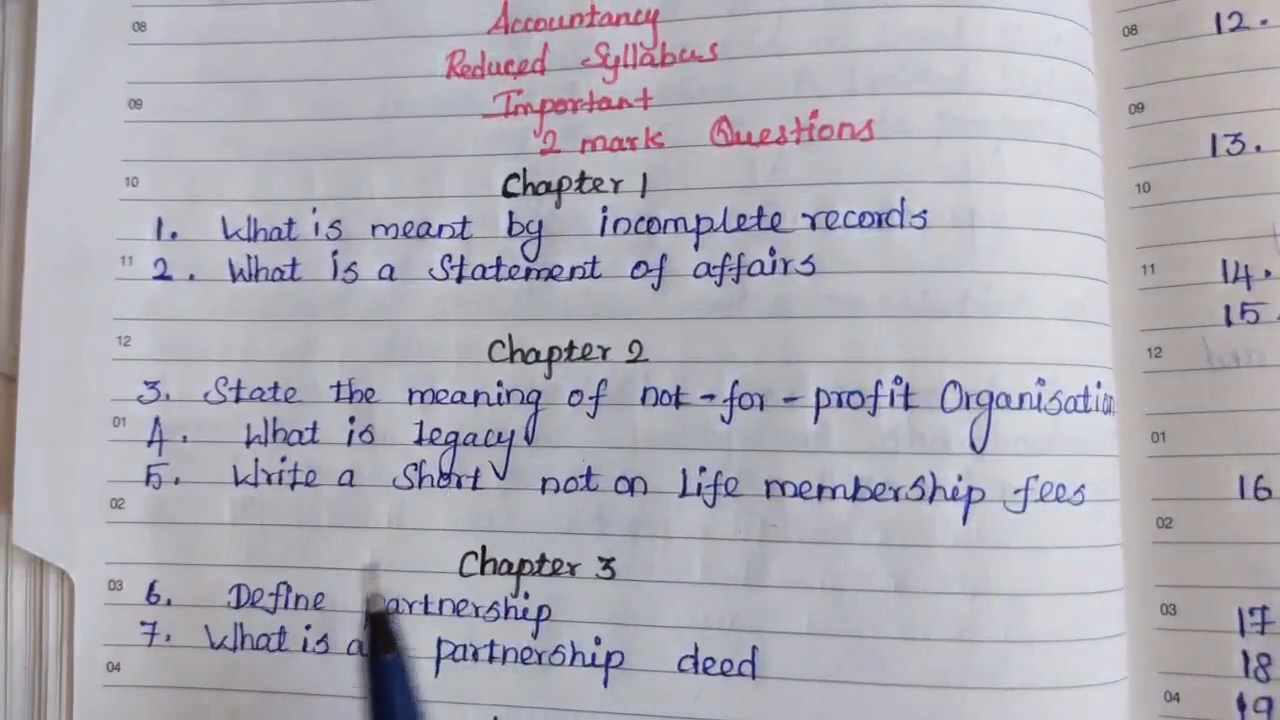 Accountancy
Reduced Syllabus
Important
2 mark Questions
Chapter 1
1. What is meant by incomplete records
2. What is a Statement of affairs
Chapter 2
3. State the meaning of not-for-profit Organisation
4. What is legacy
5. Write a Short not on Life membership fees
Chapter 3
6. Define partnership
7. What is a partnership deed
08
09
10
11
12
01
02
03
04
08
12.
09
13.
10
11
14.
15.
12
01
16
02
03
17
18
04
19